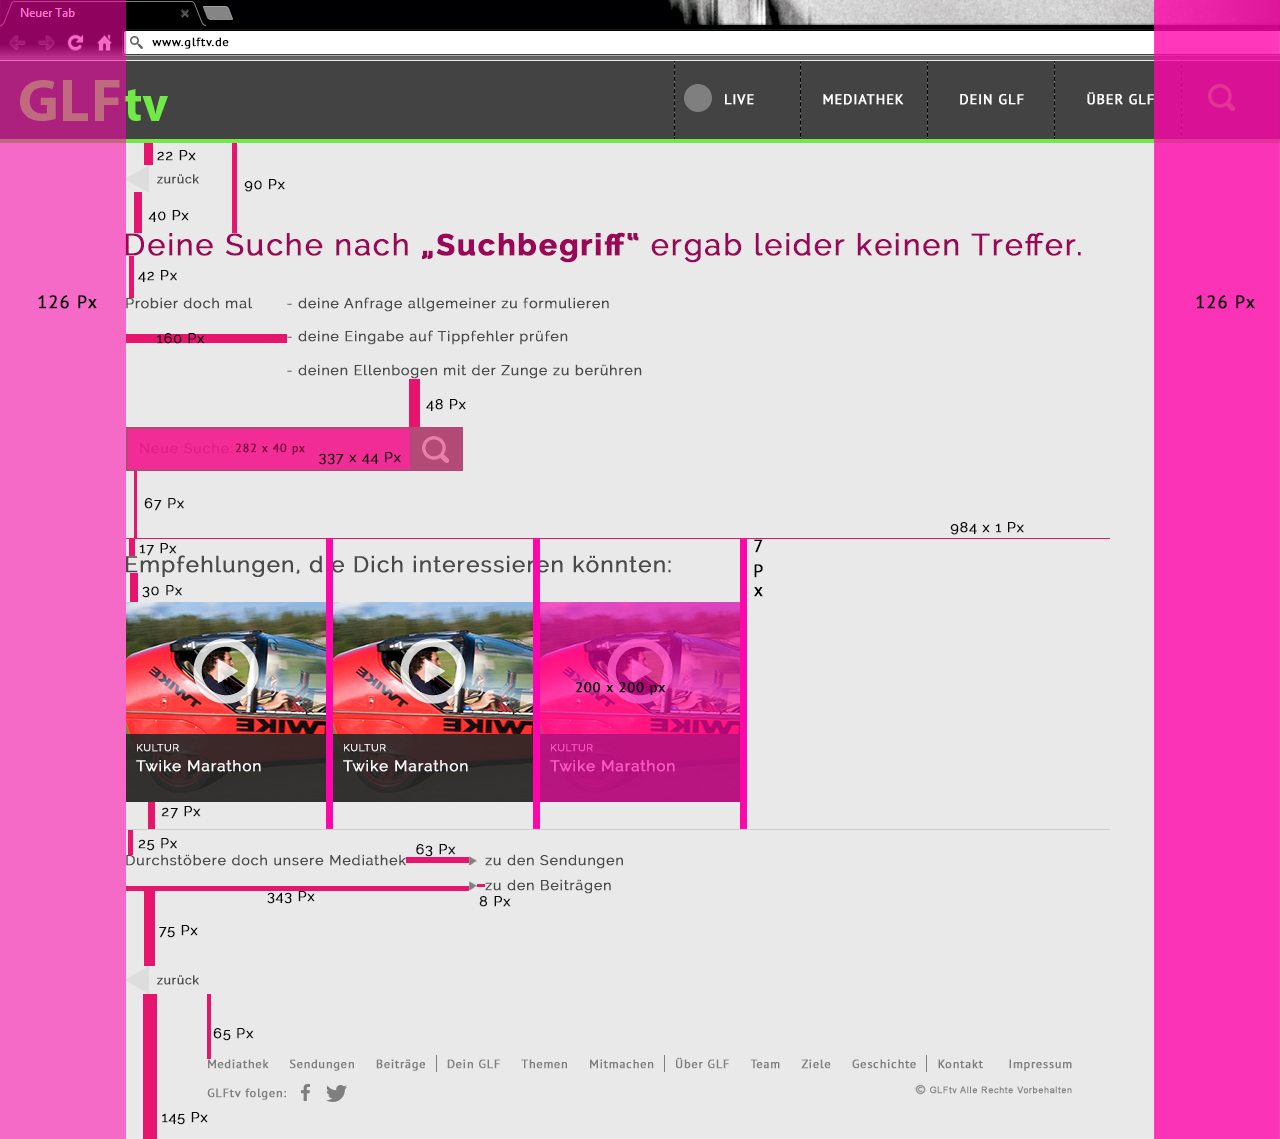 Neuer Tab
www.glftv.de
GLFtv
LIVE MEDIATHEK DEIN GLF ÜBER GLF
22 Px
zurück
90 Px
40 Px
Deine Suche nach „Suchbegriff“ ergab leider keinen Treffer.
42 Px
126 Px
126 Px
Probier doch mal - deine Anfrage allgemeiner zu formulieren
160 Px
- deine Eingabe auf Tippfehler prüfen
- deinen Ellenbogen mit der Zunge zu berühren
48 Px
Neue Suche: 282 x 40 px
337 x 44 Px
67 Px
984 x 1 Px
17 Px
7 Px
Empfehlungen, die Dich interessieren könnten:
30 Px
TWIKE TWIKE TWIKE
200 x 200 px
KULTUR KULTUR KULTUR
Twike Marathon Twike Marathon Twike Marathon
27 Px
25 Px
63 Px
Durchstöbere doch unsere Mediathek zu den Sendungen
zu den Beiträgen
343 Px
8 Px
75 Px
zurück
65 Px
Mediathek Sendungen Beiträge Dein GLF Themen Mitmachen Über GLF Team Ziele Geschichte Kontakt Impressum
GLFtv folgen:
© GLFtv Alle Rechte Vorbehalten
145 Px